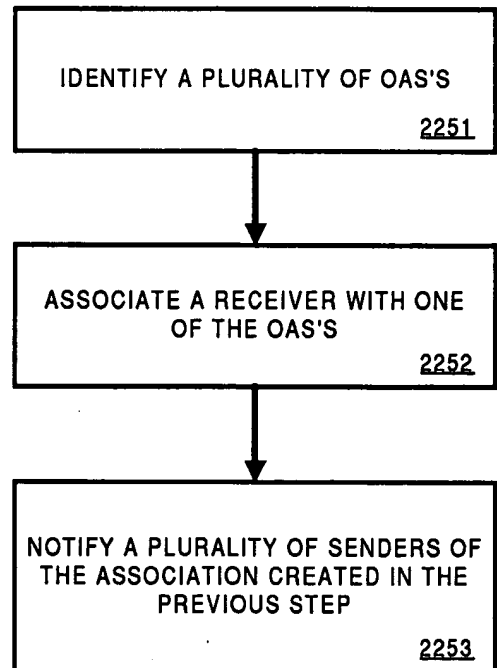 IDENTIFY A PLURALITY OF OAS'S
2251
ASSOCIATE A RECEIVER WITH ONE
OF THE OAS'S
2252
NOTIFY A PLURALITY OF SENDERS OF
THE ASSOCIATION CREATED IN THE
PREVIOUS STEP
2253